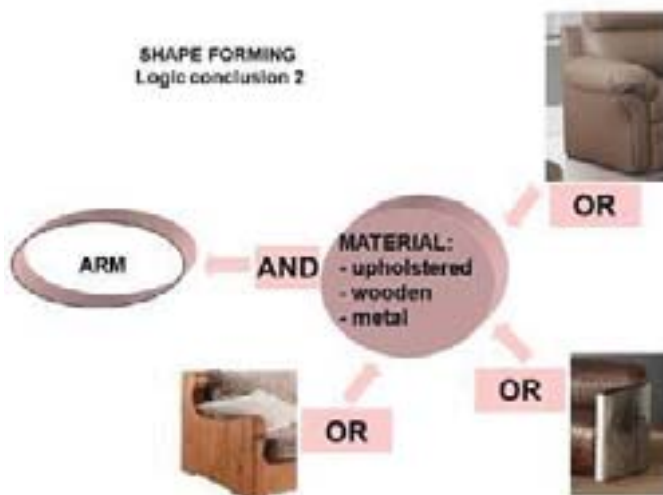 SHAPE FORMING
Logic conclusion 2
OR
ARM
AND
MATERIAL:
- upholstered
- wooden
- metal
OR
OR